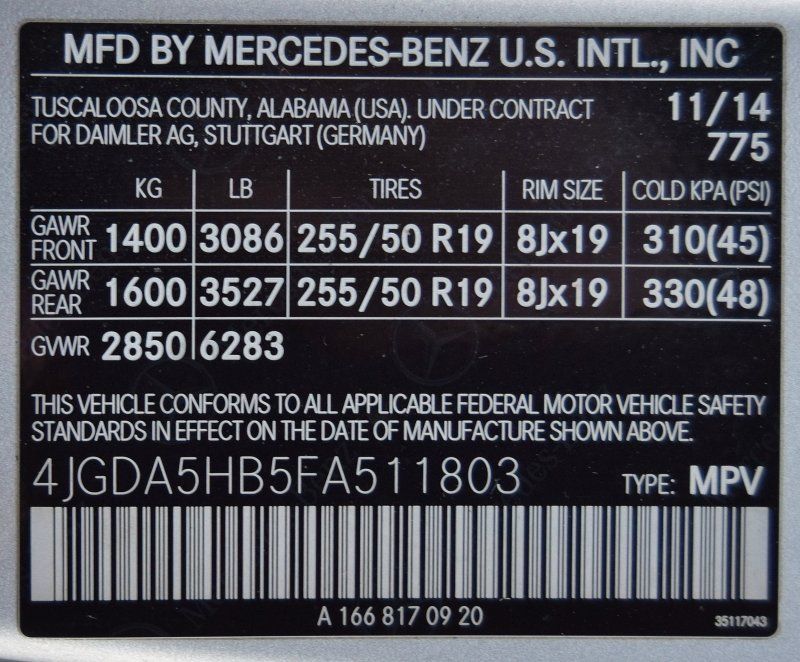 MFD BY MERCEDES-BENZ U.S. INTL., INC
TUSCALOOSA COUNTY, ALABAMA (USA). UNDER CONTRACT 11/14
FOR DAIMLER AG, STUTTGART (GERMANY) 775
KG LB TIRES RIM SIZE COLD KPA (PSI)
GAWR FRONT 1400 3086 255/50 R19 8Jx19 310(45)
GAWR REAR 1600 3527 255/50 R19 8Jx19 330(48)
GVWR 2850 6283
THIS VEHICLE CONFORMS TO ALL APPLICABLE FEDERAL MOTOR VEHICLE SAFETY
STANDARDS IN EFFECT ON THE DATE OF MANUFACTURE SHOWN ABOVE.
4JGDA5HB5FA511803 TYPE: MPV
A 166 817 09 20 35117043